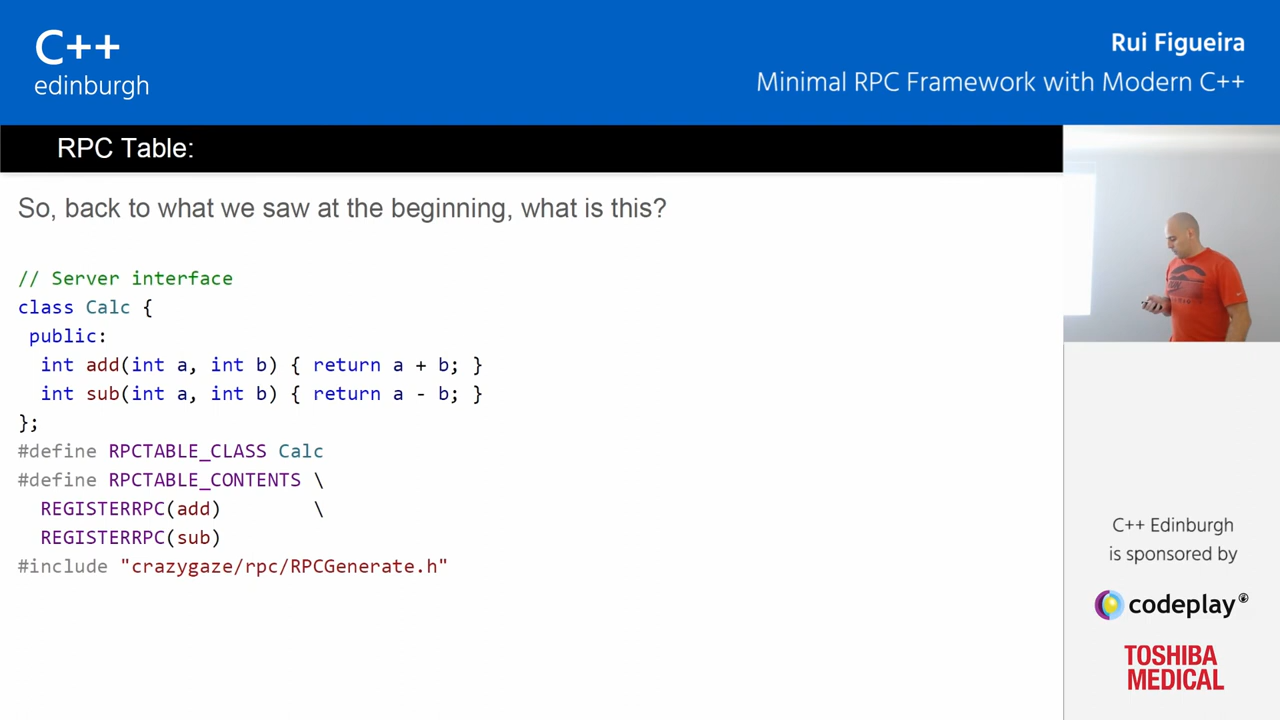 C++
edinburgh
Rui Figueira
Minimal RPC Framework with Modern C++
RPC Table:
So, back to what we saw at the beginning, what is this?
// Server interface
class Calc {
public:
int add(int a, int b) { return a + b; }
int sub(int a, int b) { return a - b; }
};
#define RPCTABLE_CLASS Calc
#define RPCTABLE_CONTENTS \
REGISTERRPC(add) \
REGISTERRPC(sub)
#include "crazygaze/rpc/RPCGenerate.h"
C++ Edinburgh
is sponsored by
codeplay
TOSHIBA
MEDICAL